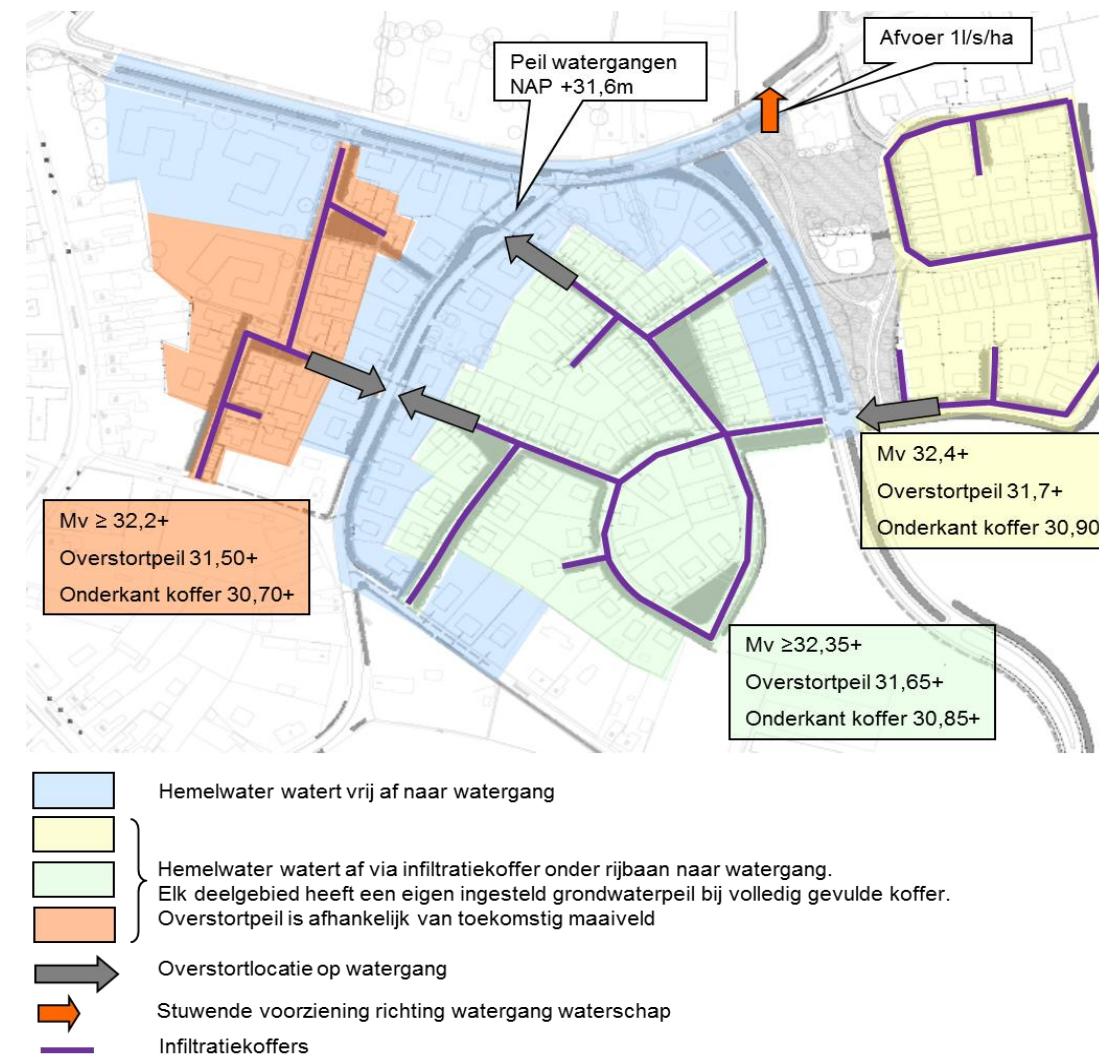 Afvoer 1l/s/ha
Peil watergangen
NAP +31,6m
Mv 32,4+
Overstortpeil 31,7+
Onderkant koffer 30,90
Mv ≥ 32,2+
Overstortpeil 31,50+
Onderkant koffer 30,70+
Mv ≥32,35+
Overstortpeil 31,65+
Onderkant koffer 30,85+
Hemelwater watert vrij af naar watergang
Hemelwater watert af via infiltratiekoffer onder rijbaan naar watergang.
Elk deelgebied heeft een eigen ingesteld grondwaterpeil bij volledig gevulde koffer.
Overstortpeil is afhankelijk van toekomstig maaiveld
Overstortlocatie op watergang
Stuwende voorziening richting watergang waterschap
Infiltratiekoffers